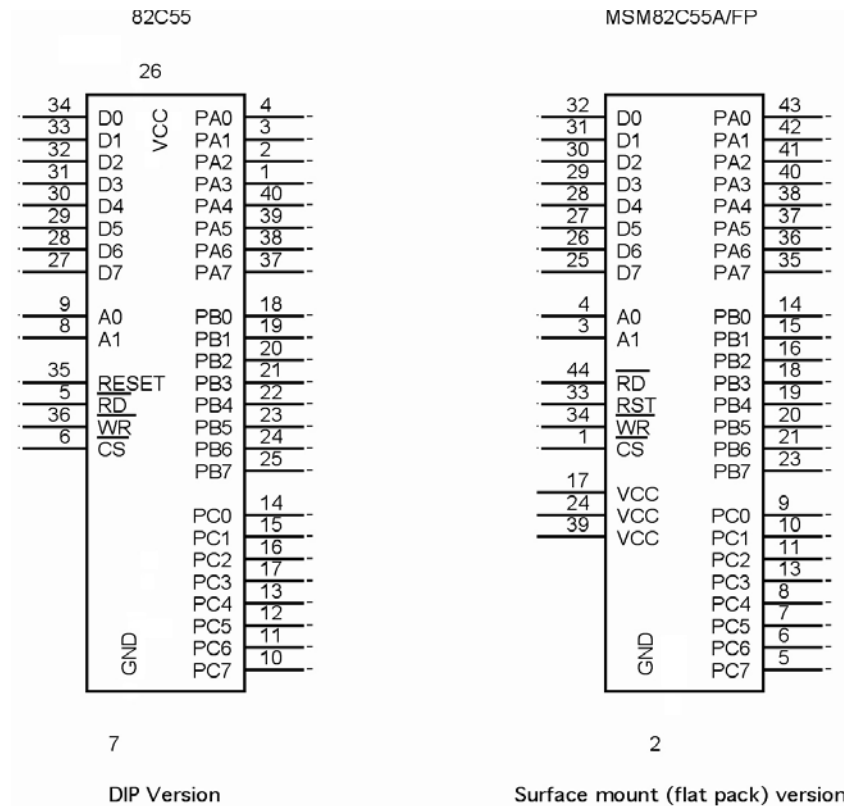 82C55
MSM82C55A/FP
26
34 D0 VCC PA0 4
33 D1 PA1 3
32 D2 PA2 2
31 D3 PA3 1
30 D4 PA4 40
29 D5 PA5 39
28 D6 PA6 38
27 D7 PA7 37
9 A0 PB0 18
8 A1 PB1 19
PB2 20
35 RESET PB3 21
5 RD PB4 22
36 WR PB5 23
6 CS PB6 24
PB7 25
PC0 14
PC1 15
PC2 16
PC3 17
PC4 13
PC5 12
PC6 11
GND PC7 10
7
DIP Version
32 D0 PA0 43
31 D1 PA1 42
30 D2 PA2 41
29 D3 PA3 40
28 D4 PA4 38
27 D5 PA5 37
26 D6 PA6 36
25 D7 PA7 35
4 A0 PB0 14
3 A1 PB1 15
PB2 16
44 RD PB3 18
33 RST PB4 19
34 WR PB5 20
1 CS PB6 21
PB7 23
17 VCC
24 VCC PC0 9
39 VCC PC1 10
PC2 11
PC3 13
PC4 8
PC5 7
PC6 6
GND PC7 5
2
Surface mount (flat pack) version